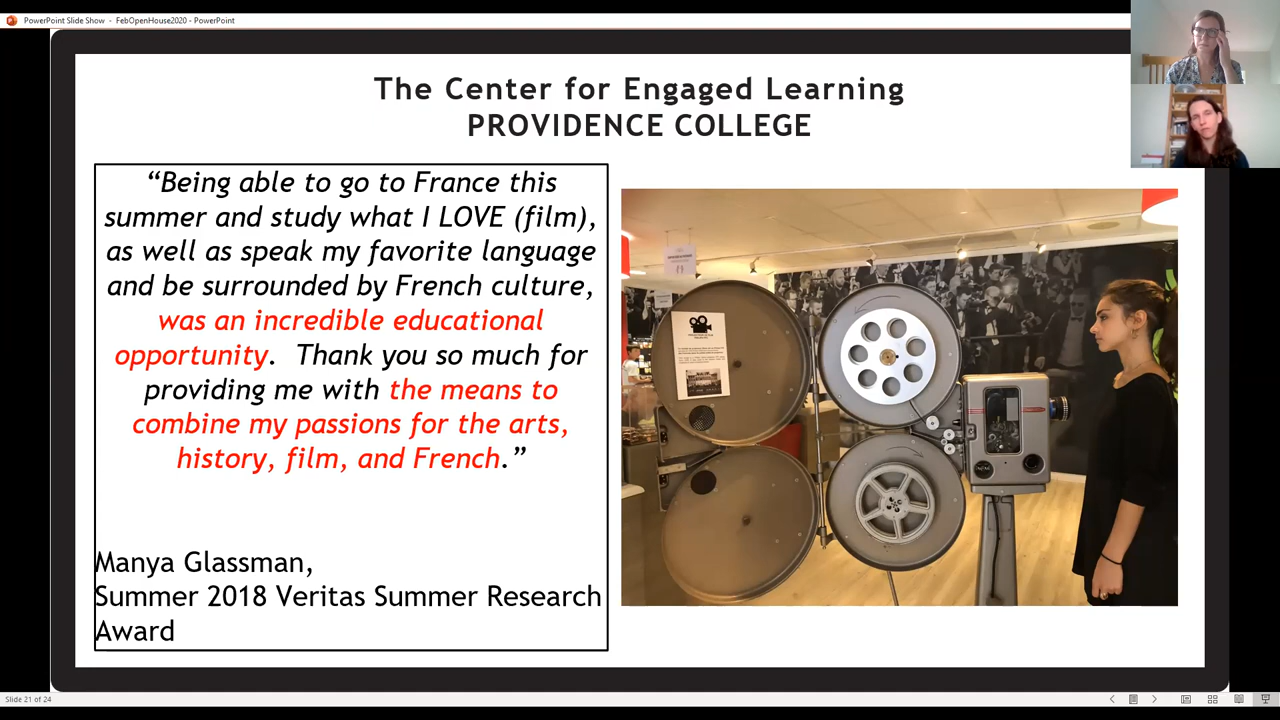 PowerPoint Slide Show - FebOpenHouse2020 - PowerPoint
The Center for Engaged Learning
PROVIDENCE COLLEGE
“Being able to go to France this
summer and study what I LOVE (film),
as well as speak my favorite language
and be surrounded by French culture,
was an incredible educational
opportunity. Thank you so much for
providing me with the means to
combine my passions for the arts,
history, film, and French.”
Manya Glassman,
Summer 2018 Veritas Summer Research
Award
Slide 21 of 24